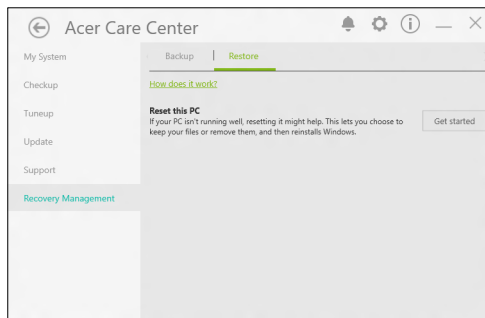 Acer Care Center
My System
Checkup
Tuneup
Update
Support
Recovery Management
Backup
Restore
How does it work?
Reset this PC
If your PC isn't running well, resetting it might help. This lets you choose to
keep your files or remove them, and then reinstalls Windows.
Get started